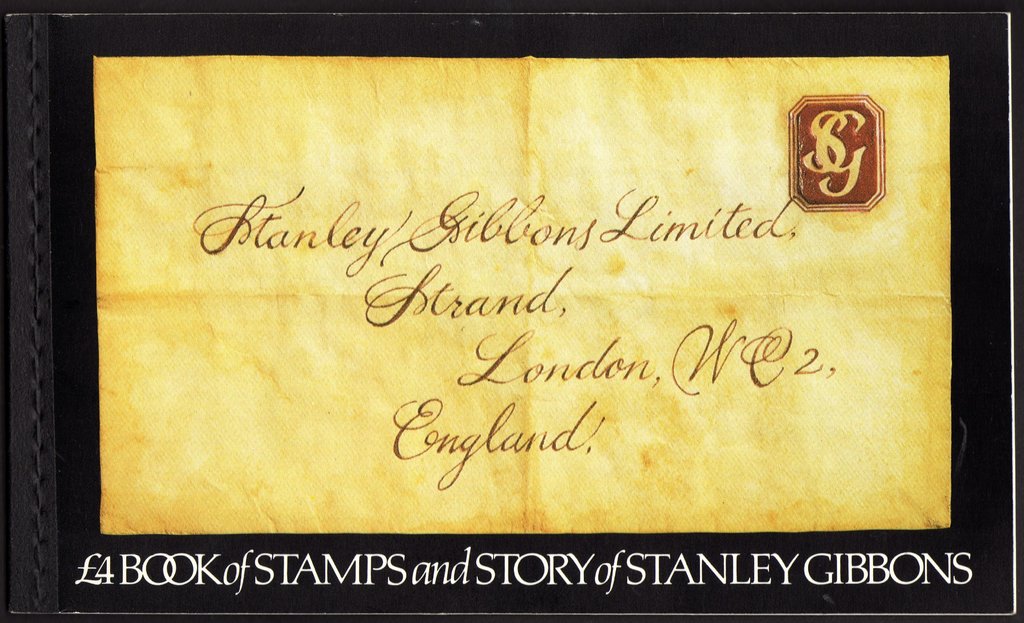 SG
Stanley Gibbons Limited,
Strand,
London, WC2,
England.
£4 BOOK of STAMPS and STORY of STANLEY GIBBONS